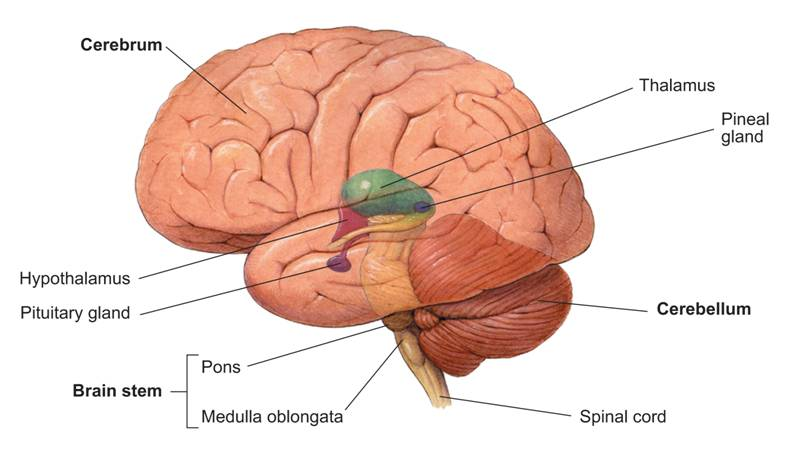 Cerebrum
Thalamus
Pineal
gland
Hypothalamus
Pituitary gland
Cerebellum
Pons
Brain stem
Medulla oblongata
Spinal cord